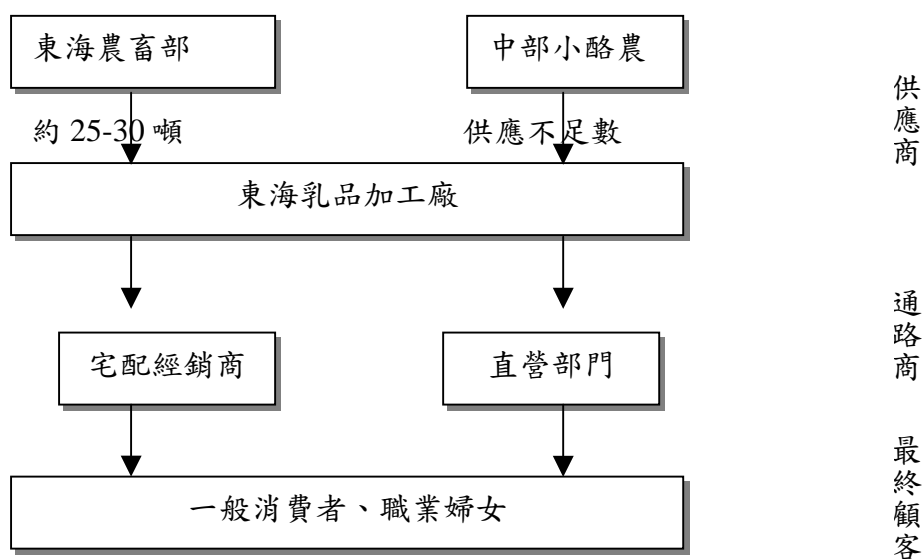 東海農畜部
中部小酪農
約 25-30 噸
供應不足數
供應商
東海乳品加工廠
通路商
宅配經銷商
直營部門
最終顧客
一般消費者、職業婦女